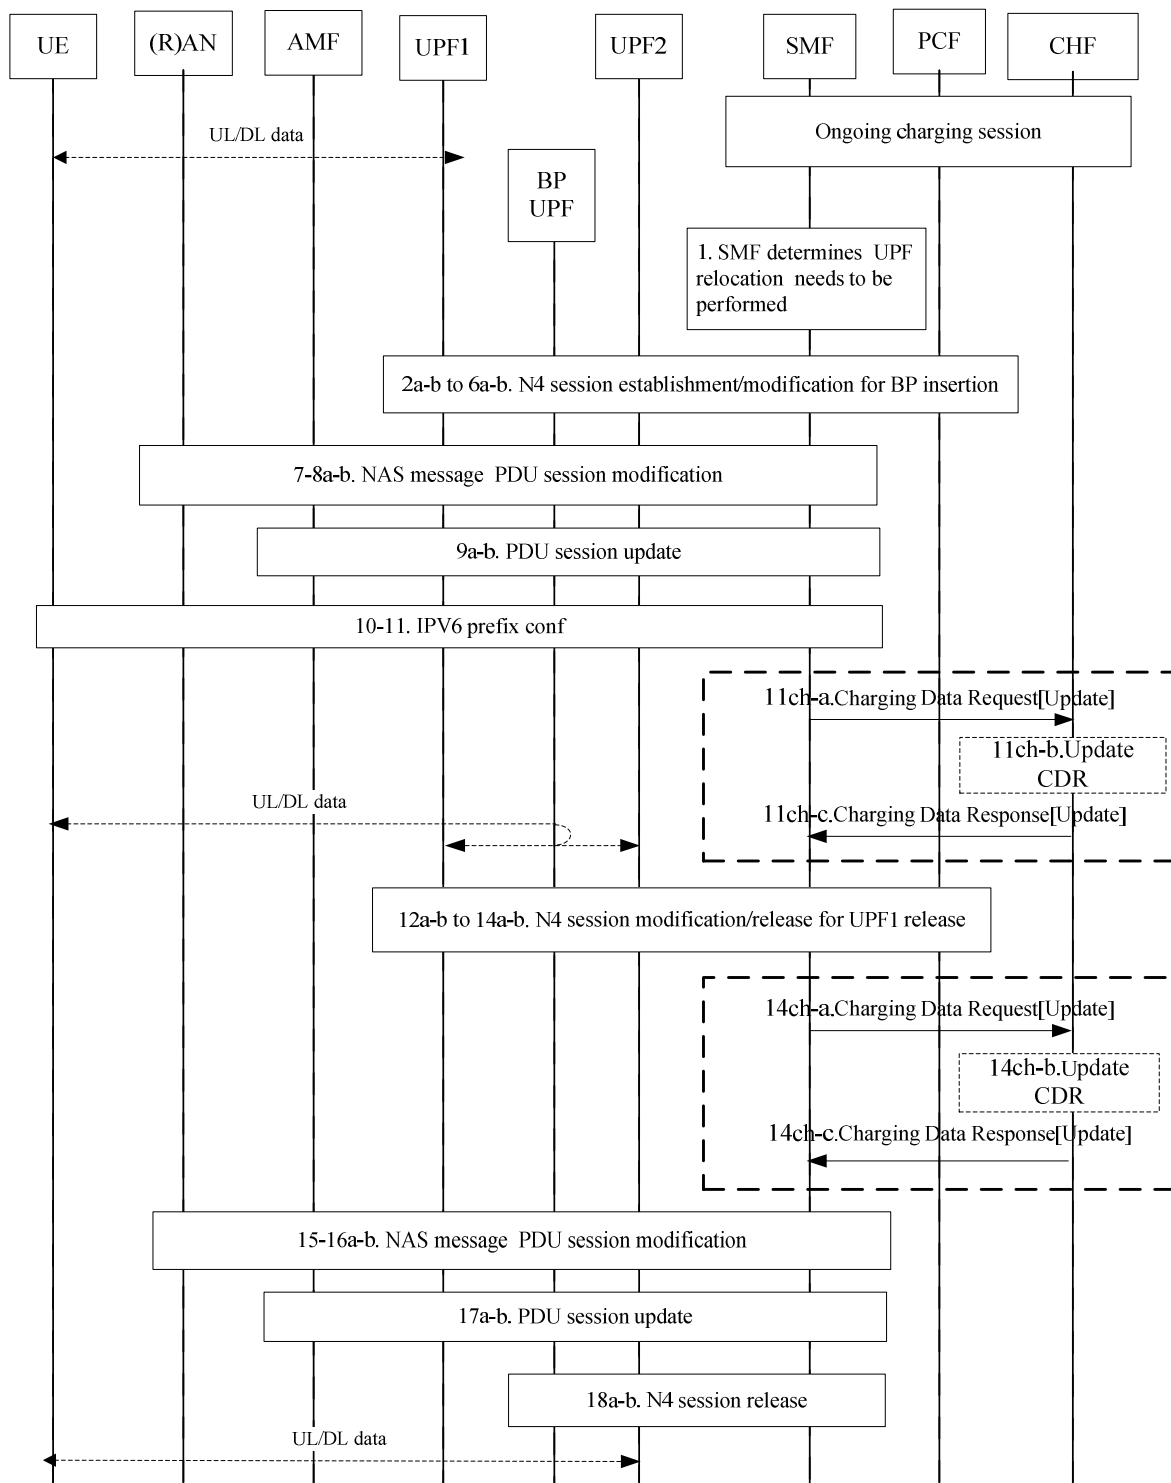 UE
(R)AN
AMF
UPF1
UPF2
SMF
PCF
CHF
Ongoing charging session
UL/DL data
BP
UPF
1. SMF determines UPF
relocation needs to be
performed
2a-b to 6a-b. N4 session establishment/modification for BP insertion
7-8a-b. NAS message PDU session modification
9a-b. PDU session update
10-11. IPV6 prefix conf
11ch-a.Charging Data Request[Update]
11ch-b.Update
CDR
UL/DL data
11ch-c.Charging Data Response[Update]
12a-b to 14a-b. N4 session modification/release for UPF1 release
14ch-a.Charging Data Request[Update]
14ch-b.Update
CDR
14ch-c.Charging Data Response[Update]
15-16a-b. NAS message PDU session modification
17a-b. PDU session update
18a-b. N4 session release
UL/DL data